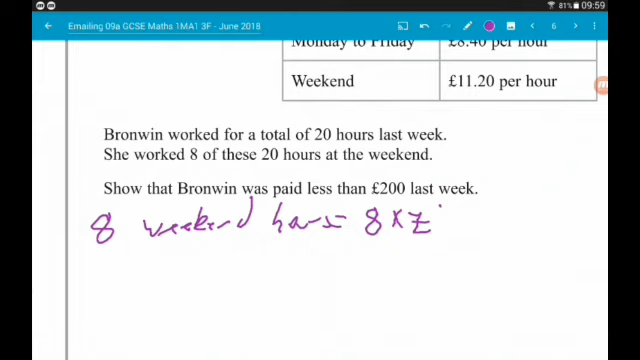 81% 09:59
Emailing 09a GCSE Maths 1MA1 3F - June 2018
6
Monday to Friday £8.40 per hour
Weekend £11.20 per hour
Bronwin worked for a total of 20 hours last week.
She worked 8 of these 20 hours at the weekend.
Show that Bronwin was paid less than £200 last week.
8 weekend hours 8 × £